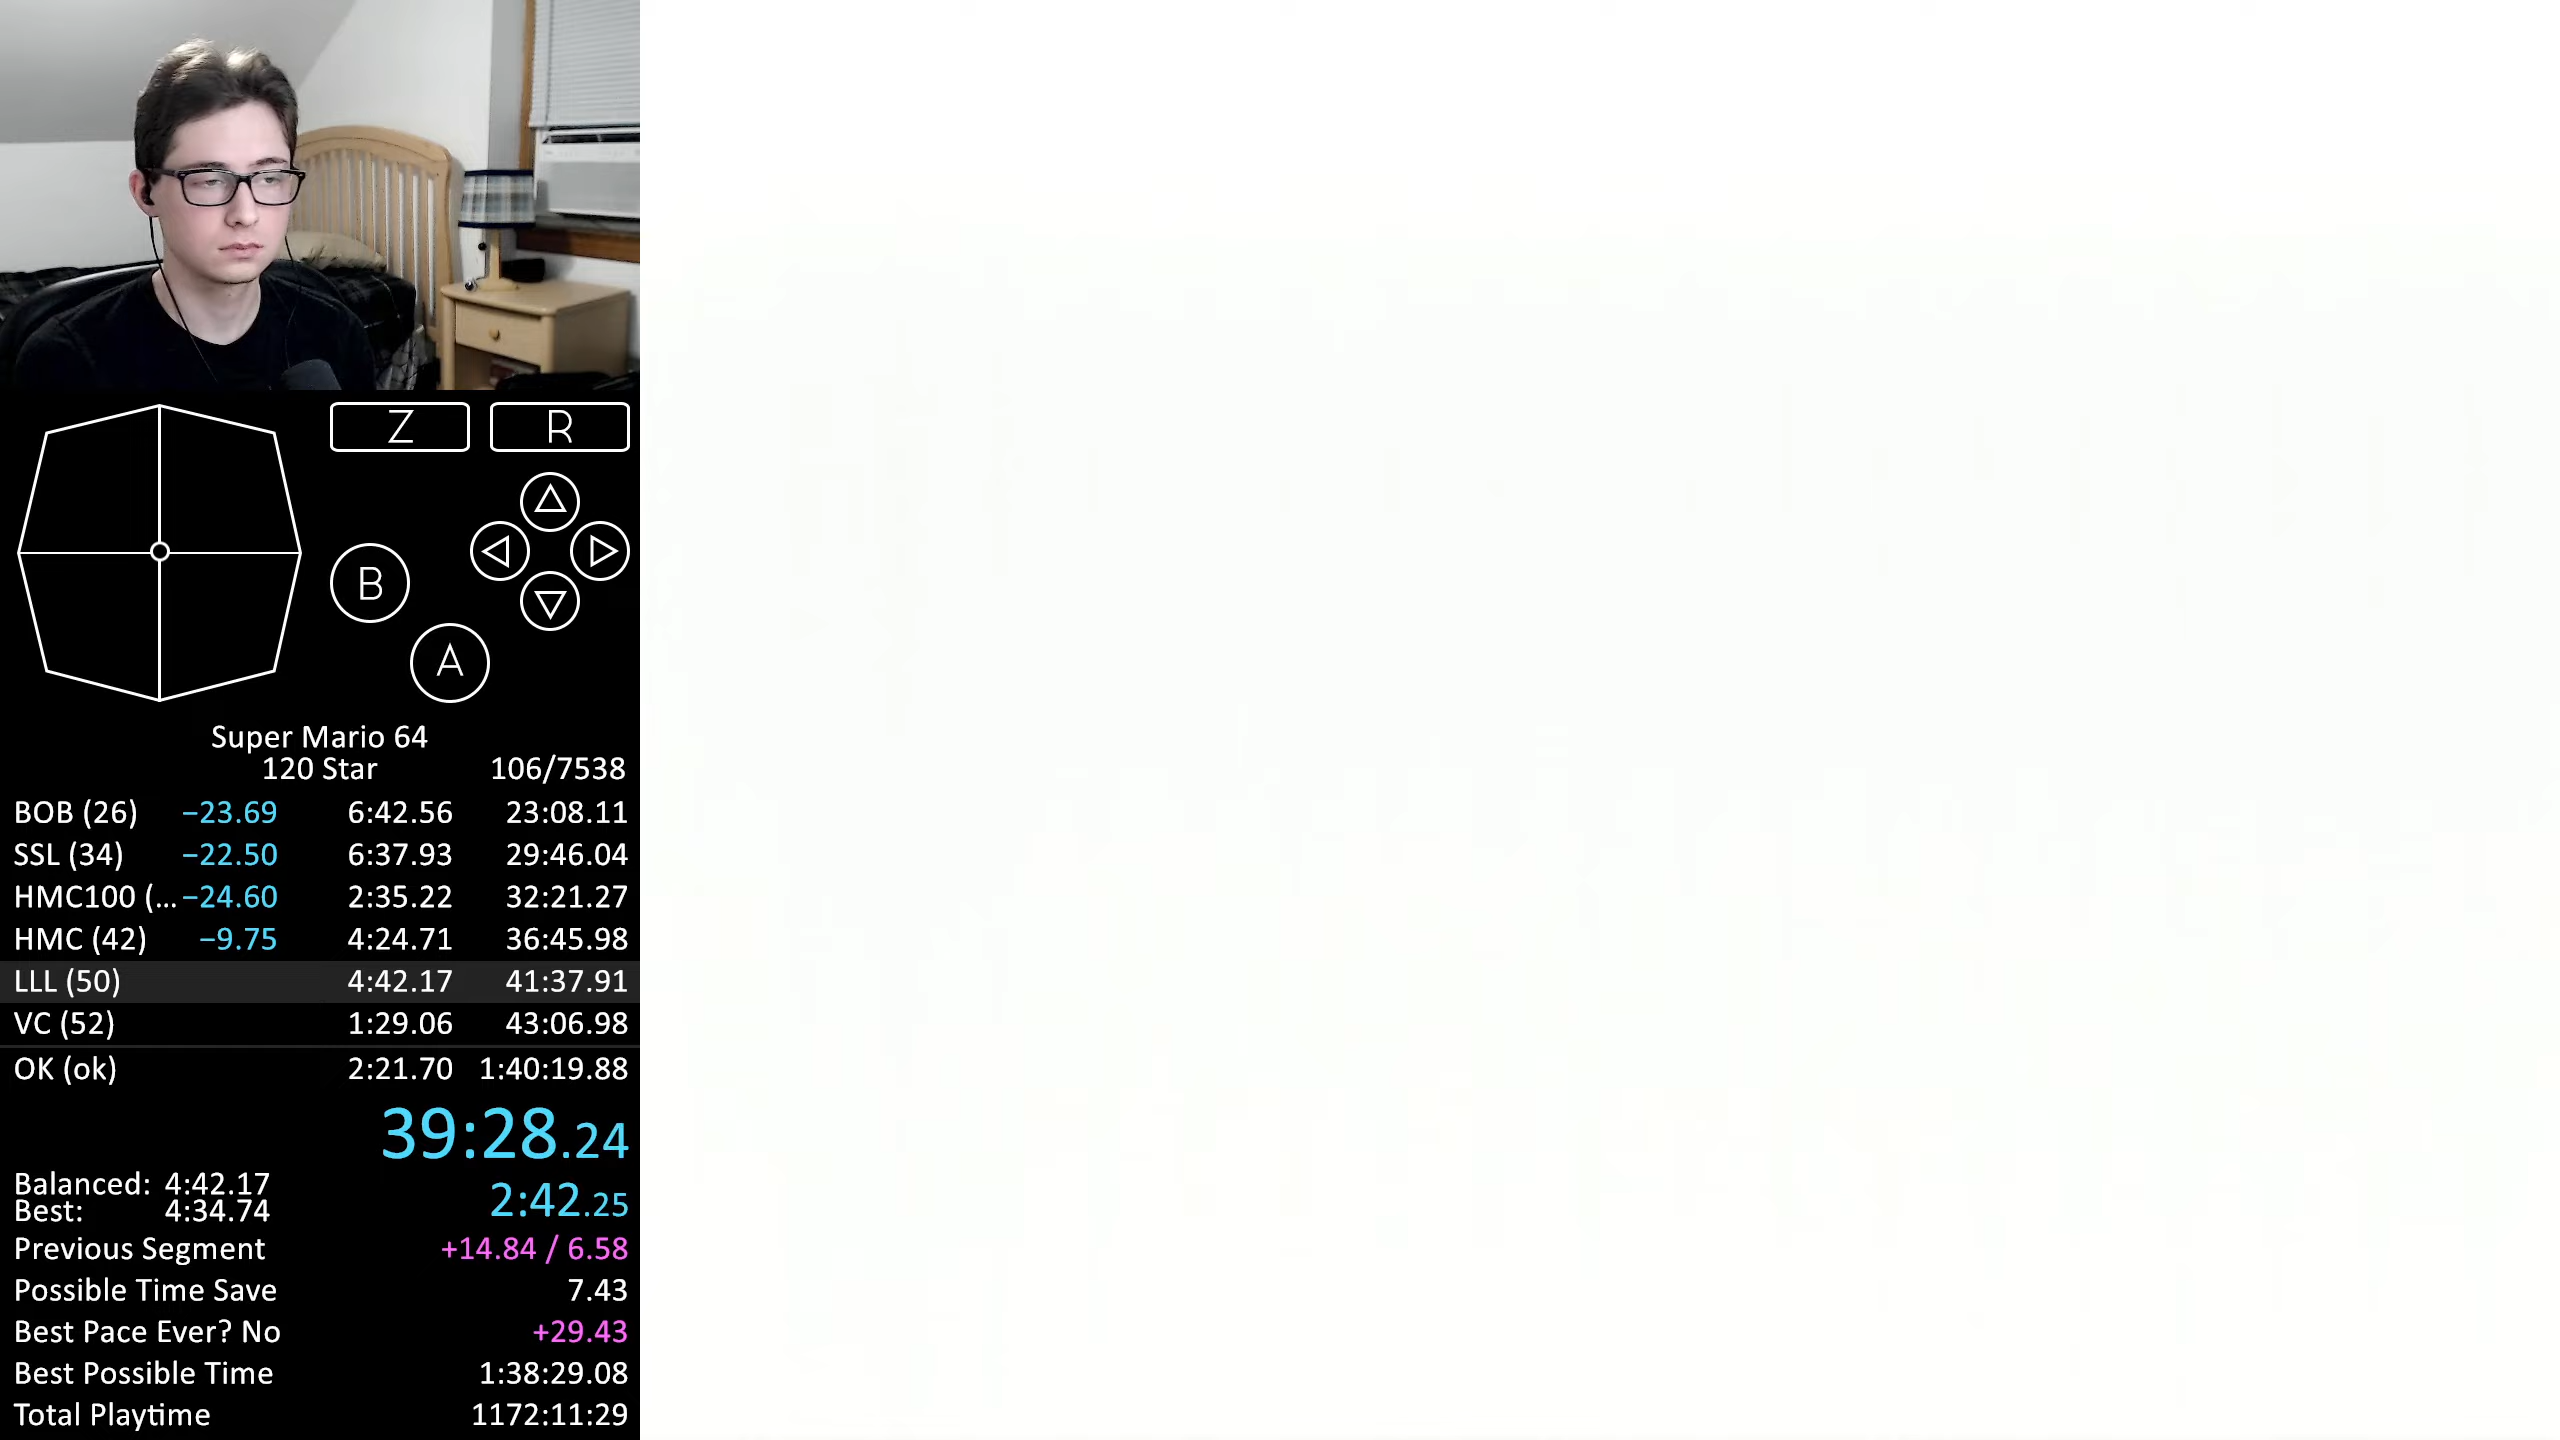 Z R
B
A
Super Mario 64
120 Star 106/7538
BOB (26) −23.69 6:42.56 23:08.11
SSL (34) −22.50 6:37.93 29:46.04
HMC100 (... −24.60 2:35.22 32:21.27
HMC (42) −9.75 4:24.71 36:45.98
LLL (50) 4:42.17 41:37.91
VC (52) 1:29.06 43:06.98
OK (ok) 2:21.70 1:40:19.88
39:28.24
Balanced: 4:42.17
Best: 4:34.74
2:42.25
Previous Segment +14.84 / 6.58
Possible Time Save 7.43
Best Pace Ever? No +29.43
Best Possible Time 1:38:29.08
Total Playtime 1172:11:29